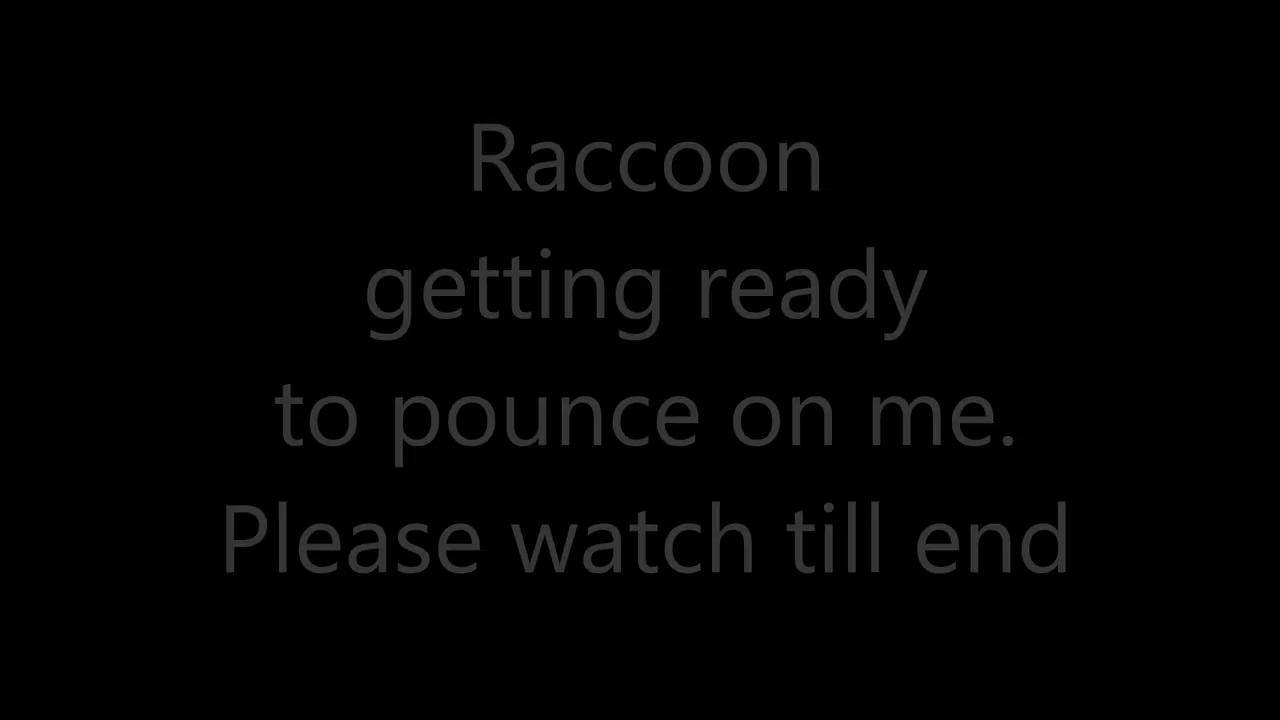 Raccoon
getting ready
to pounce on me.
Please watch till end